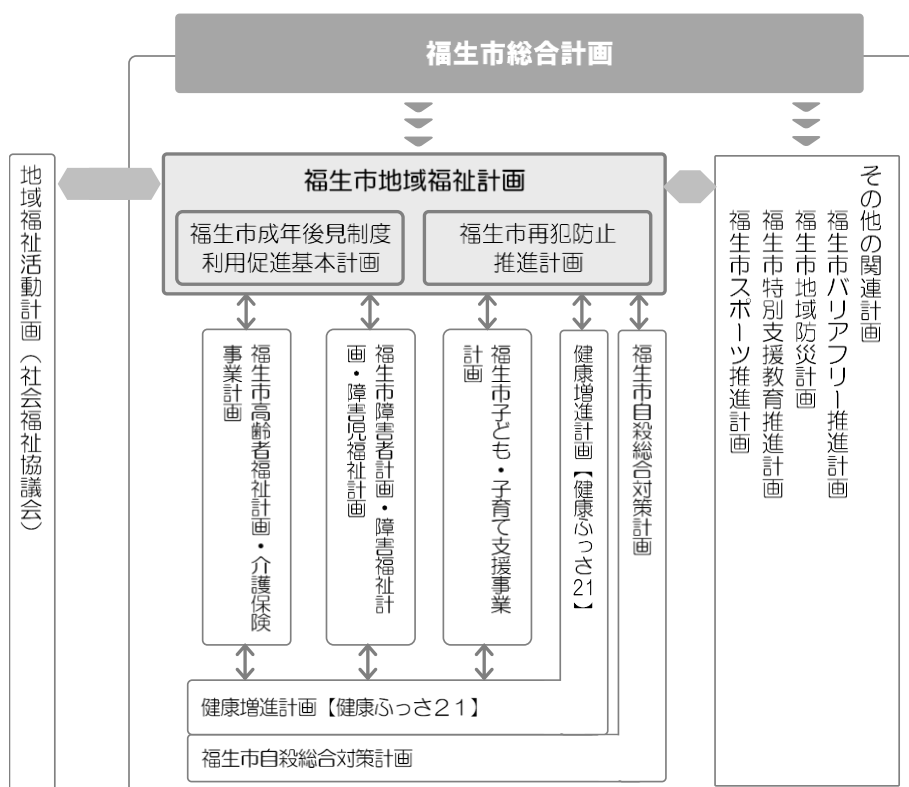 福生市総合計画
地域福祉活動計画（社会福祉協議会）
福生市地域福祉計画
福生市成年後見制度
利用促進基本計画
福生市再犯防止
推進計画
福生市高齢者福祉計画・介護保険
事業計画
福生市障害者計画・障害福祉計
画・障害児福祉計画
福生市子ども・子育て支援事業
計画
健康増進計画【健康ふっさ21】
福生市自殺総合対策計画
健康増進計画【健康ふっさ２１】
福生市自殺総合対策計画
その他の関連計画
福生市バリアフリー推進計画
福生市地域防災計画
福生市特別支援教育推進計画
福生市スポーツ推進計画